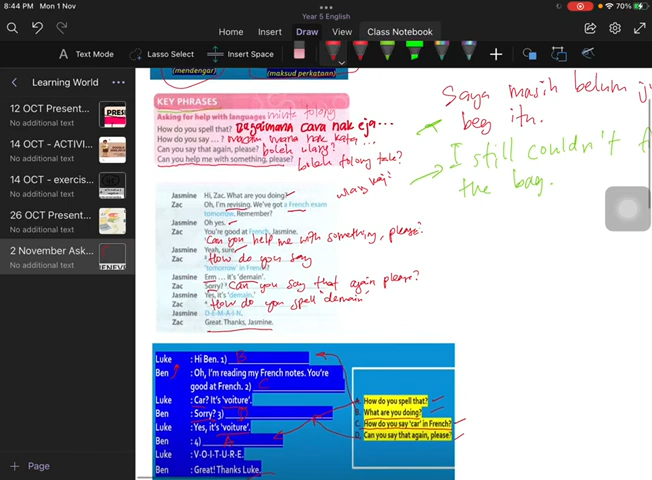 8:44 PM Mon 1 Nov
70%
Year 5 English
Home Insert Draw View Class Notebook
Text Mode Lasso Select Insert Space
Learning World
12 OCT Present...
No additional text
14 OCT - ACTIVI...
No additional text
14 OCT - exercis...
No additional text
26 OCT Present...
No additional text
2 November Ask...
No additional text
Page
(mendengar) (maksud perkataan)
KEY PHRASES
Asking for help with languages minta tolong
How do you spell that? Bagaimana cara nak eja...
How do you say ...? macam mana nak kata ...
Can you say that again, please? boleh ulang?
Can you help me with something, please? boleh tolong tak?
Jasmine Hi, Zac. What are you doing?
Zac Oh, I'm revising. We've got a French exam
tomorrow. Remember?
Jasmine Oh yes.
Zac You're good at French, Jasmine.
Can you help me with something, please?
Jasmine Yeah, sure.
Zac How do you say
'tomorrow' in French?
Jasmine Erm ... it's 'demain'.
Zac Sorry? Can you say that again please?
Jasmine Yes, it's 'demain'.
Zac How do you spell 'demain'
Jasmine D-E-M-A-I-N.
Zac Great. Thanks, Jasmine.
Saya masih belum
beg itu.
I still couldn't
the bag.
Luke : Hi Ben. 1) B
Ben : Oh, I'm reading my French notes. You're
good at French. 2) C
Luke : Car? It's 'voiture'.
Ben : Sorry? 3) D
Luke : Yes, it's 'voiture'.
Ben : 4) A
Luke : V-O-I-T-U-R-E.
Ben : Great! Thanks Luke.
A. How do you spell that?
B. What are you doing?
C. How do you say 'car' in French?
D. Can you say that again, please?